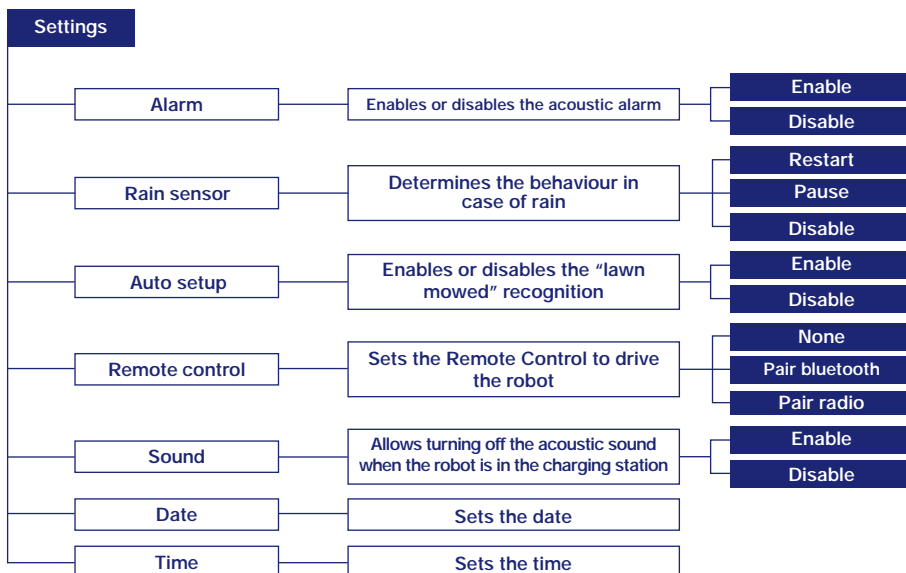 Settings
Alarm
Enables or disables the acoustic alarm
Enable
Disable
Rain sensor
Determines the behaviour in
case of rain
Restart
Pause
Disable
Auto setup
Enables or disables the “lawn
mowed” recognition
Enable
Disable
Remote control
Sets the Remote Control to drive
the robot
None
Pair bluetooth
Pair radio
Sound
Allows turning off the acoustic sound
when the robot is in the charging station
Enable
Disable
Date
Sets the date
Time
Sets the time